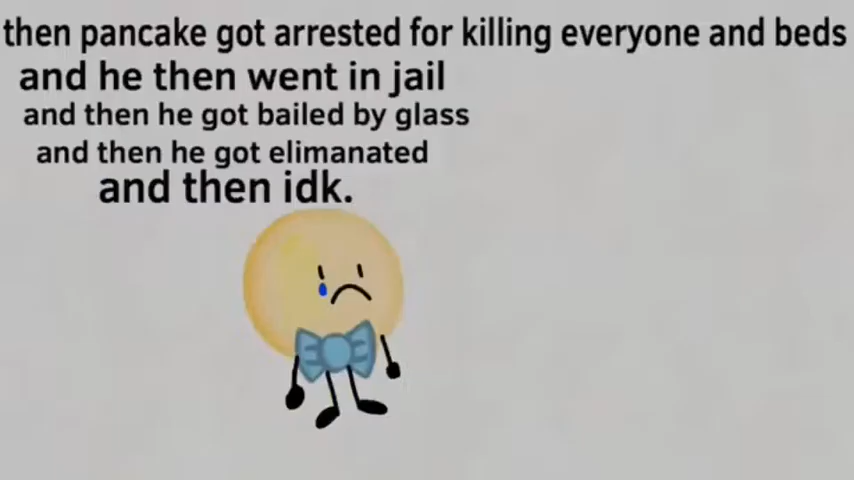 then pancake got arrested for killing everyone and beds
and he then went in jail
and then he got bailed by glass
and then he got elimanated
and then idk.